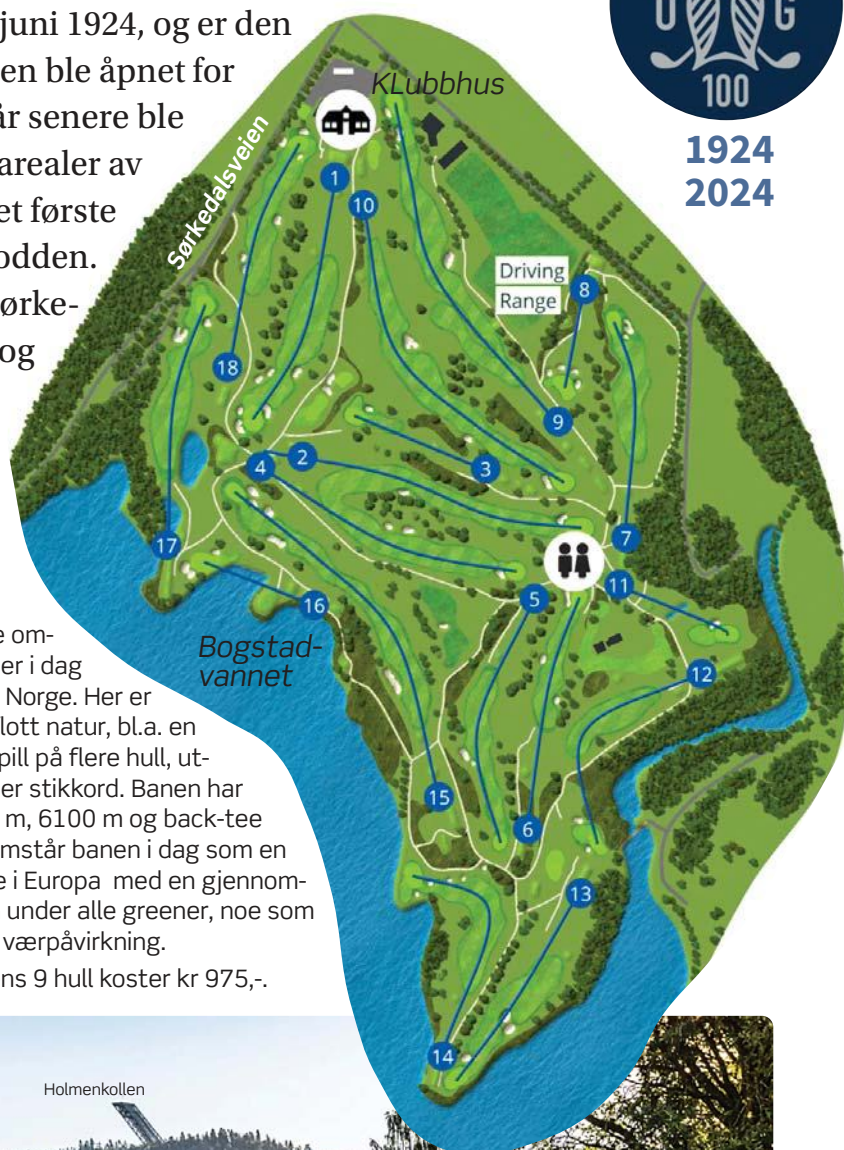 juni 1924, og er den
en ble åpnet for
år senere ble
arealer av
et første
odden.
ørke-
og
U G
100
1924
2024
KLubbhus
Sørkedalsveien
1
10
Driving
Range
8
18
9
2
4
3
17
7
5
11
16
Bogstad-
vannet
12
15
6
13
14
e om-
er i dag
Norge. Her er
lott natur, bl.a. en
pill på flere hull, ut-
er stikkord. Banen har
m, 6100 m og back-tee
mstår banen i dag som en
e i Europa med en gjennom-
under alle greener, noe som
værpåvirkning.
ns 9 hull koster kr 975,-.
Holmenkollen